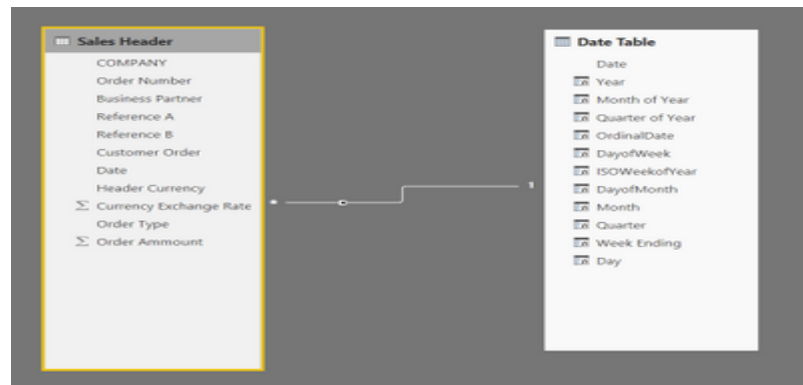 Sales Header
COMPANY
Order Number
Business Partner
Reference A
Reference B
Customer Order
Date
Header Currency
Σ Currency Exchange Rate
Order Type
Σ Order Ammount
*
1
Date Table
Date
Year
Month of Year
Quarter of Year
OrdinalDate
DayofWeek
ISOWeekofYear
DayofMonth
Month
Quarter
Week Ending
Day